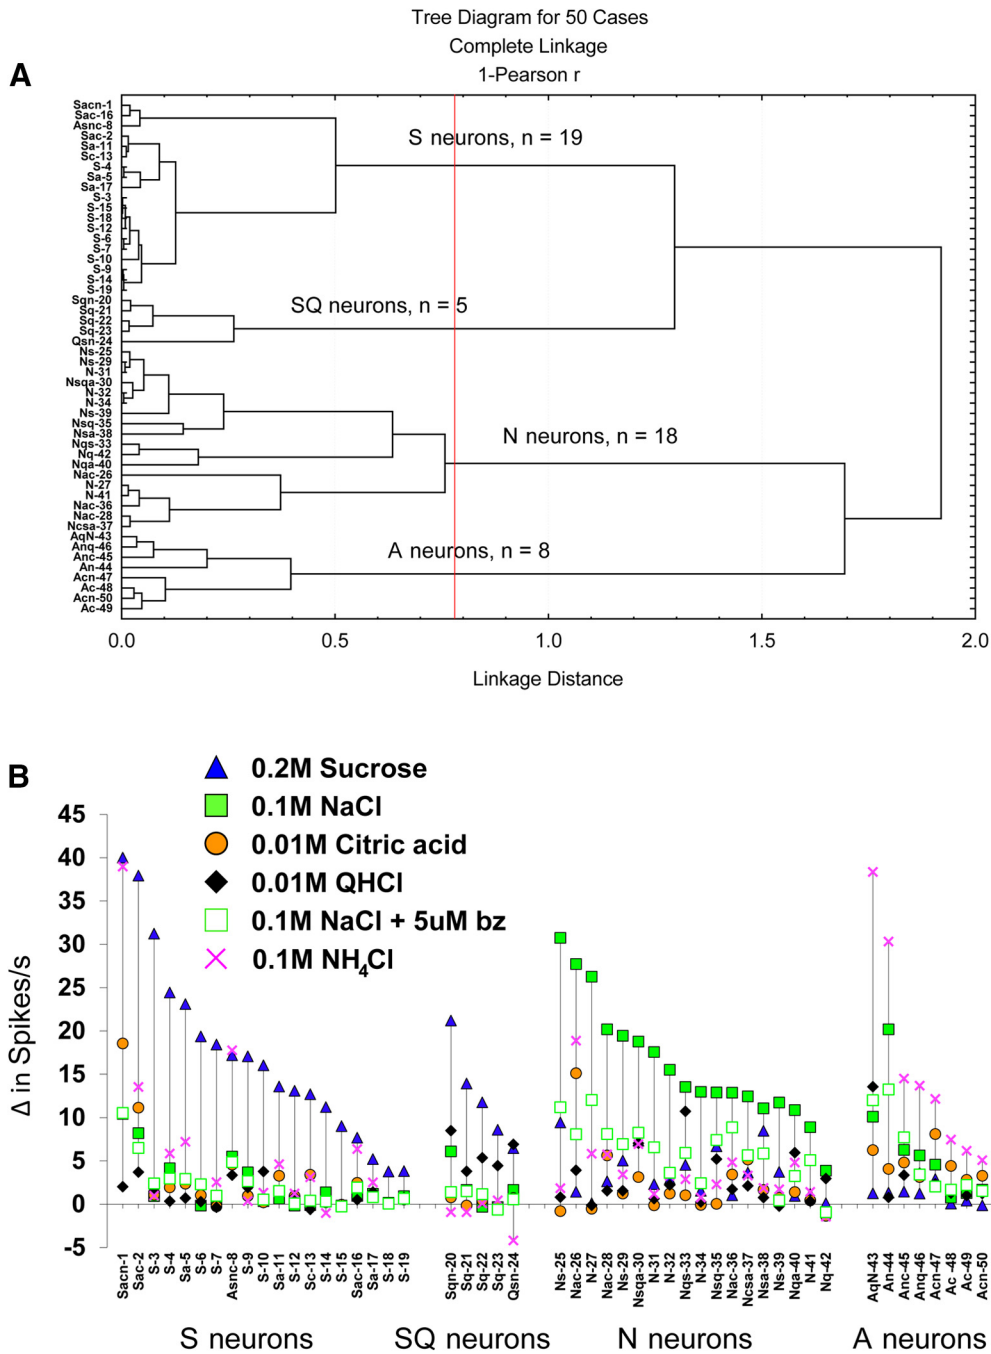 Tree Diagram for 50 Cases
Complete Linkage
1-Pearson r
A
Sacn-1
Sac-16
Asnc-8
Sac-2
Sa-11
Sc-13
S-4
Sa-5
Sa-17
S-3
S-15
S-18
S-12
S-6
S-7
S-10
S-9
S-14
S-19
Sqn-20
Sq-21
Sq-22
Sq-23
Qsn-24
Ns-25
Ns-29
N-31
Nsqa-30
N-32
N-34
Ns-39
Nsq-35
Nsa-38
Nqs-33
Nq-42
Nqa-40
Nac-26
N-27
N-41
Nac-36
Nac-28
Ncsa-37
AqN-43
Anq-46
Anc-45
An-44
Acn-47
Ac-48
Acn-50
Ac-49
S neurons, n = 19
SQ neurons, n = 5
N neurons, n = 18
A neurons, n = 8
0.0 0.5 1.0 1.5 2.0
Linkage Distance
B
0.2M Sucrose
0.1M NaCl
0.01M Citric acid
0.01M QHCl
0.1M NaCl + 5uM bz
0.1M NH4Cl
Δ in Spikes/s
45
40
35
30
25
20
15
10
5
0
-5
Sacn-1 Sac-2 S-3 S-4 Sa-5 S-6 S-7 Asnc-8 S-9 S-10 Sa-11 S-12 Sc-13 S-14 S-15 Sac-16 Sa-17 S-18 S-19 Sqn-20 Sq-21 Sq-22 Sq-23 Qsn-24 Ns-25 Nac-26 N-27 Nac-28 Ns-29 Nsqa-30 N-31 N-32 Nqs-33 N-34 Nsq-35 Nac-36 Ncsa-37 Nsa-38 Ns-39 Nqa-40 N-41 Nq-42 AqN-43 An-44 Anc-45 Anq-46 Acn-47 Ac -48 Ac-49 Acn-50
S neurons SQ neurons N neurons A neurons